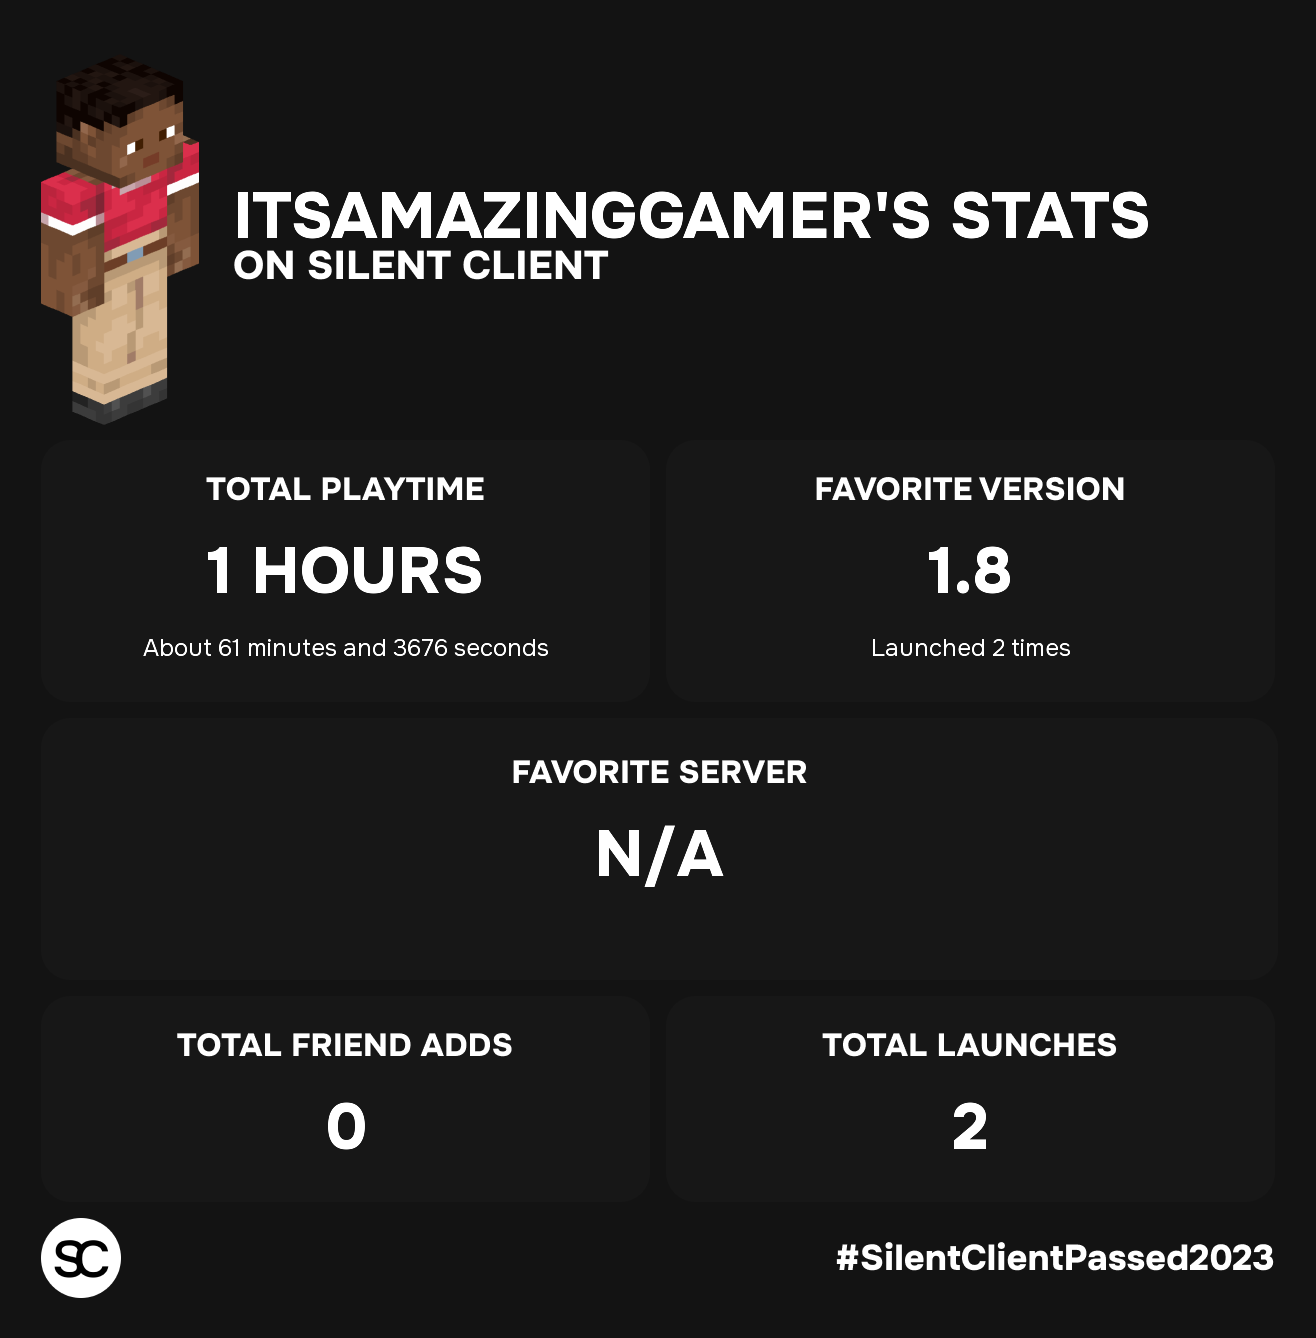 ITSAMAZINGGAMER'S STATS
ON SILENT CLIENT
TOTAL PLAYTIME
1 HOURS
About 61 minutes and 3676 seconds
FAVORITE VERSION
1.8
Launched 2 times
FAVORITE SERVER
N/A
TOTAL FRIEND ADDS
0
TOTAL LAUNCHES
2
SC
#SilentClientPassed2023